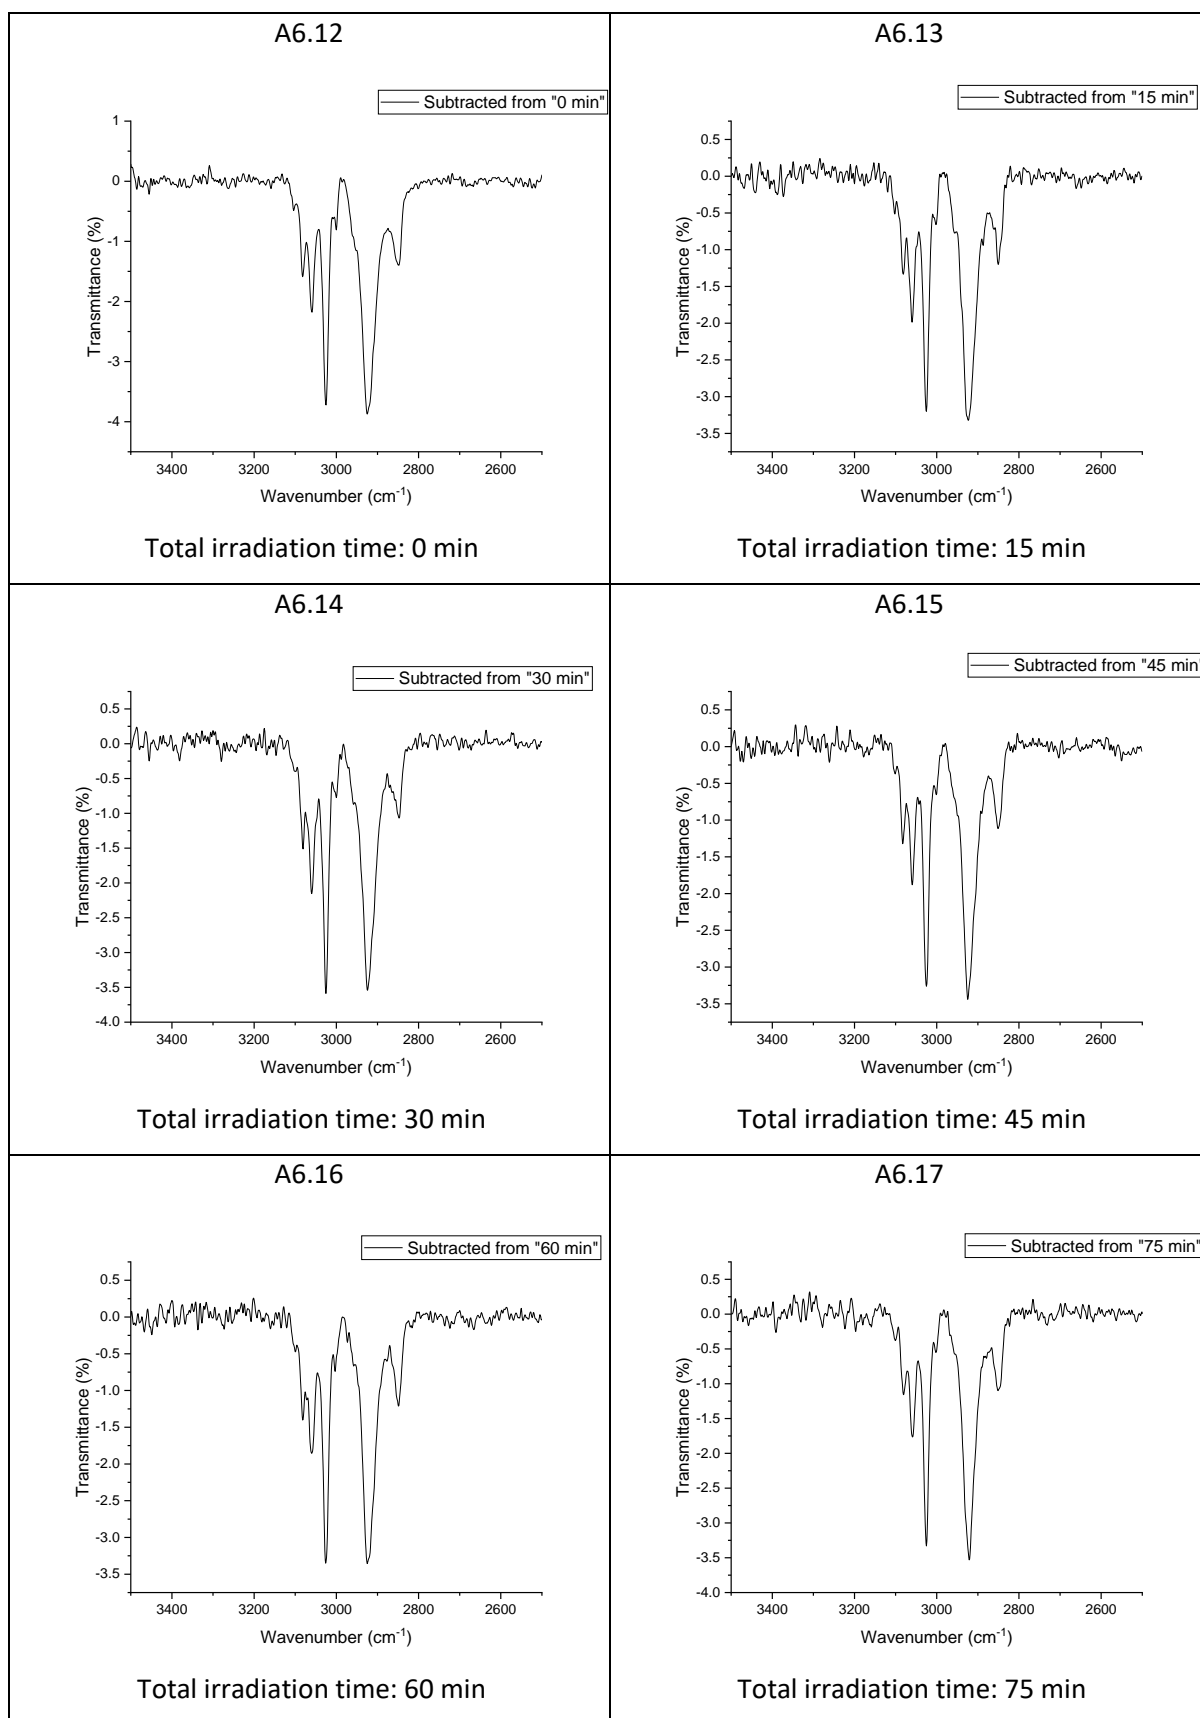 A6.12
Subtracted from "0 min"
1
0
-1
-2
-3
-4
Transmittance (%)
3400 3200 3000 2800 2600
Wavenumber (cm-1)
Total irradiation time: 0 min
A6.13
Subtracted from "15 min"
0.5
0.0
-0.5
-1.0
-1.5
-2.0
-2.5
-3.0
-3.5
Transmittance (%)
3400 3200 3000 2800 2600
Wavenumber (cm-1)
Total irradiation time: 15 min
A6.14
Subtracted from "30 min"
0.5
0.0
-0.5
-1.0
-1.5
-2.0
-2.5
-3.0
-3.5
-4.0
Transmittance (%)
3400 3200 3000 2800 2600
Wavenumber (cm-1)
Total irradiation time: 30 min
A6.15
Subtracted from "45 min"
0.5
0.0
-0.5
-1.0
-1.5
-2.0
-2.5
-3.0
-3.5
Transmittance (%)
3400 3200 3000 2800 2600
Wavenumber (cm-1)
Total irradiation time: 45 min
A6.16
Subtracted from "60 min"
0.5
0.0
-0.5
-1.0
-1.5
-2.0
-2.5
-3.0
-3.5
Transmittance (%)
3400 3200 3000 2800 2600
Wavenumber (cm-1)
Total irradiation time: 60 min
A6.17
Subtracted from "75 min"
0.5
0.0
-0.5
-1.0
-1.5
-2.0
-2.5
-3.0
-3.5
-4.0
Transmittance (%)
3400 3200 3000 2800 2600
Wavenumber (cm-1)
Total irradiation time: 75 min